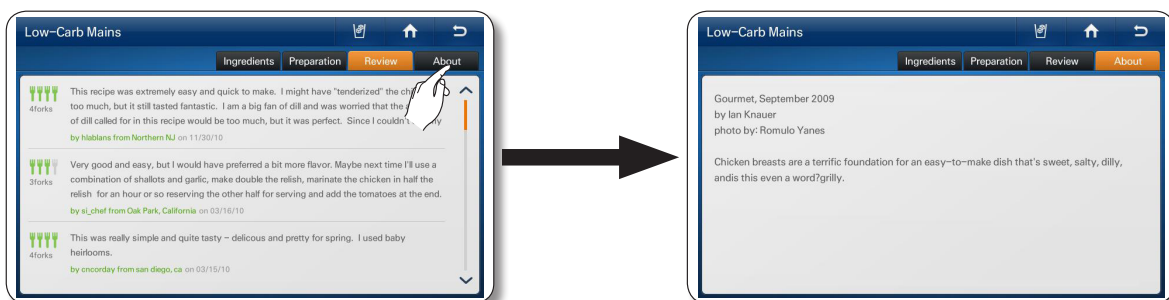 Low-Carb Mains
Ingredients Preparation Review About
4forks
This recipe was extremely easy and quick to make. I might have "tenderized" the
too much, but it still tasted fantastic. I am a big fan of dill and was worried that the
of dill called for in this recipe would be too much, but it was perfect. Since I couldn't
by hlablans from Northern NJ on 11/30/10
3forks
Very good and easy, but I would have preferred a bit more flavor. Maybe next time I'll use a
combination of shallots and garlic, make double the relish, marinate the chicken in half the
relish for an hour or so reserving the other half for serving and add the tomatoes at the end.
by si_chef from Oak Park, California on 03/16/10
4forks
This was really simple and quite tasty - delicous and pretty for spring. I used baby
heirlooms.
by cncorday from san diego, ca on 03/15/10
Low-Carb Mains
Ingredients Preparation Review About
Gourmet, September 2009
by Ian Knauer
photo by: Romulo Yanes
Chicken breasts are a terrific foundation for an easy-to-make dish that's sweet, salty, dilly,
andis this even a word?grilly.